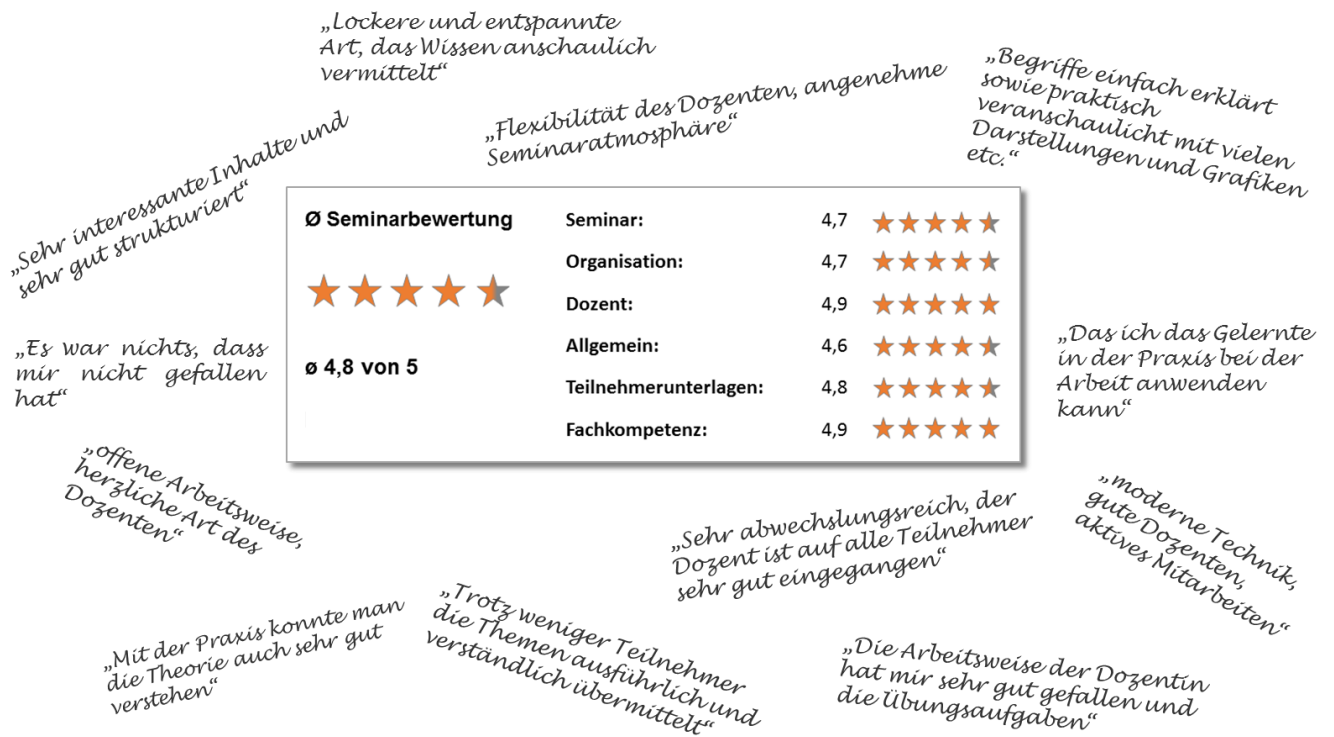 „Lockere und entspannte
Art, das Wissen anschaulich
vermittelt“
„Flexibilität des Dozenten, angenehme
Seminaratmosphäre“
„Begriffe einfach erklärt
sowie praktisch
veranschaulicht mit vielen
Darstellungen und Grafiken
etc.“
„Sehr interessante Inhalte und
sehr gut strukturiert“
Ø Seminarbewertung
ø 4,8 von 5
Seminar: 4,7
Organisation: 4,7
Dozent: 4,9
Allgemein: 4,6
Teilnehmerunterlagen: 4,8
Fachkompetenz: 4,9
„Es war nichts, dass
mir nicht gefallen
hat“
„Das ich das Gelernte
in der Praxis bei der
Arbeit anwenden
kann“
„offene Arbeitsweise,
herzliche Art des
Dozenten“
„Sehr abwechslungsreich, der
Dozent ist auf alle Teilnehmer
sehr gut eingegangen“
„moderne Technik,
gute Dozenten,
aktives Mitarbeiten“
„Mit der Praxis konnte man
die Theorie auch sehr gut
verstehen“
„Trotz weniger Teilnehmer
die Themen ausführlich und
verständlich übermittelt“
„Die Arbeitsweise der Dozentin
hat mir sehr gut gefallen und
die Übungsaufgaben“